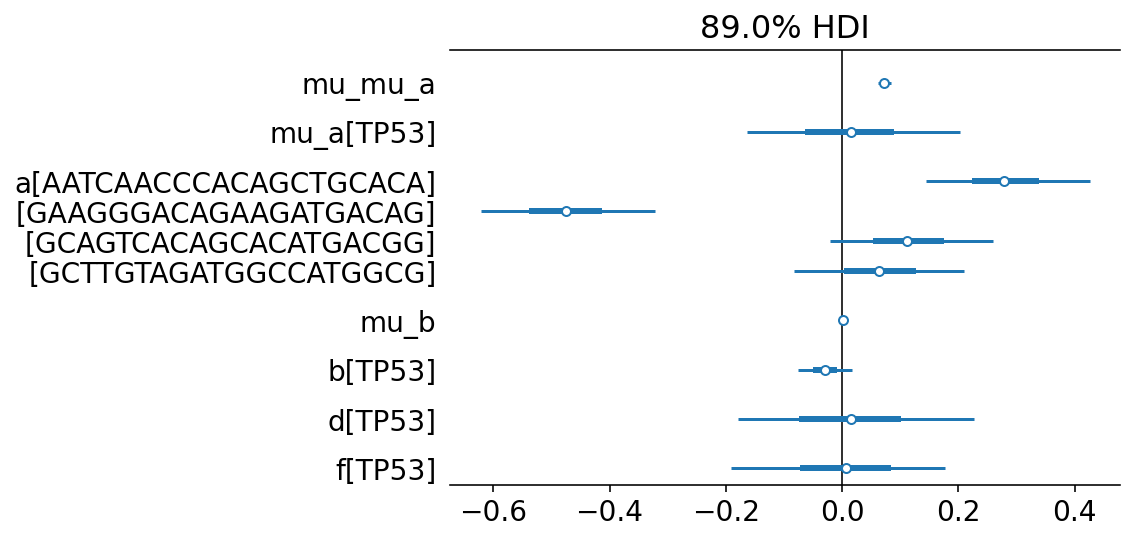 89.0% HDI
mu_mu_a
mu_a[TP53]
a[AATCAACCCACAGCTGCACA]
[GAAGGGACAGAAGATGACAG]
[GCAGTCACAGCACATGACGG]
[GCTTGTAGATGGCCATGGCG]
mu_b
b[TP53]
d[TP53]
f[TP53]
−0.6 −0.4 −0.2 0.0 0.2 0.4